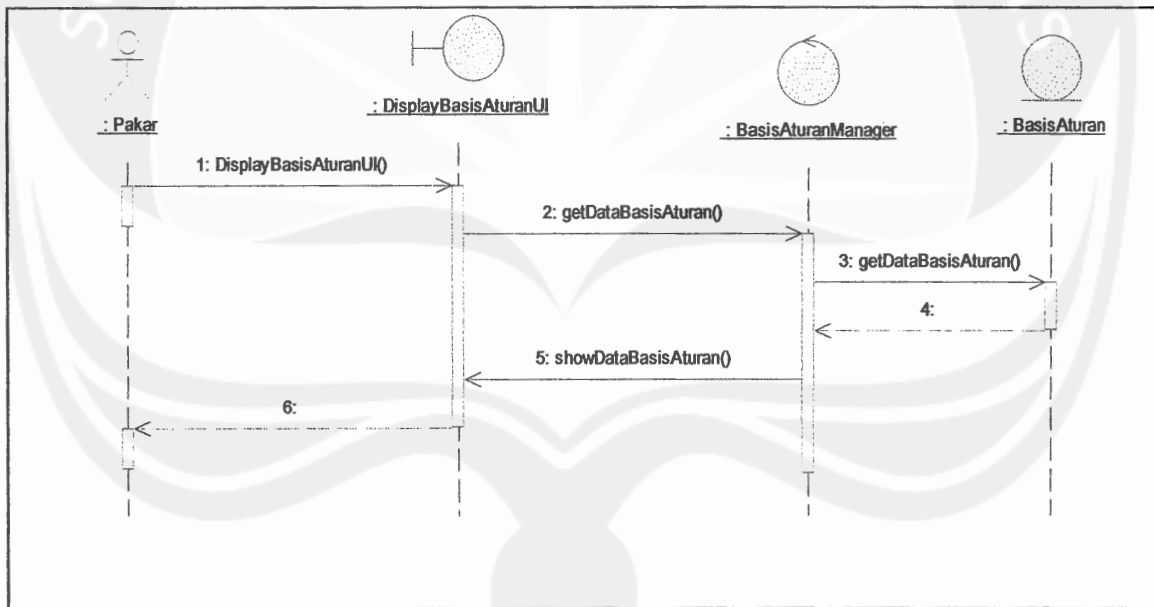 : Pakar
: DisplayBasisAturanUI
: BasisAturanManager
: BasisAturan
1: DisplayBasisAturanUI()
2: getDataBasisAturan()
3: getDataBasisAturan()
4:
5: showDataBasisAturan()
6: